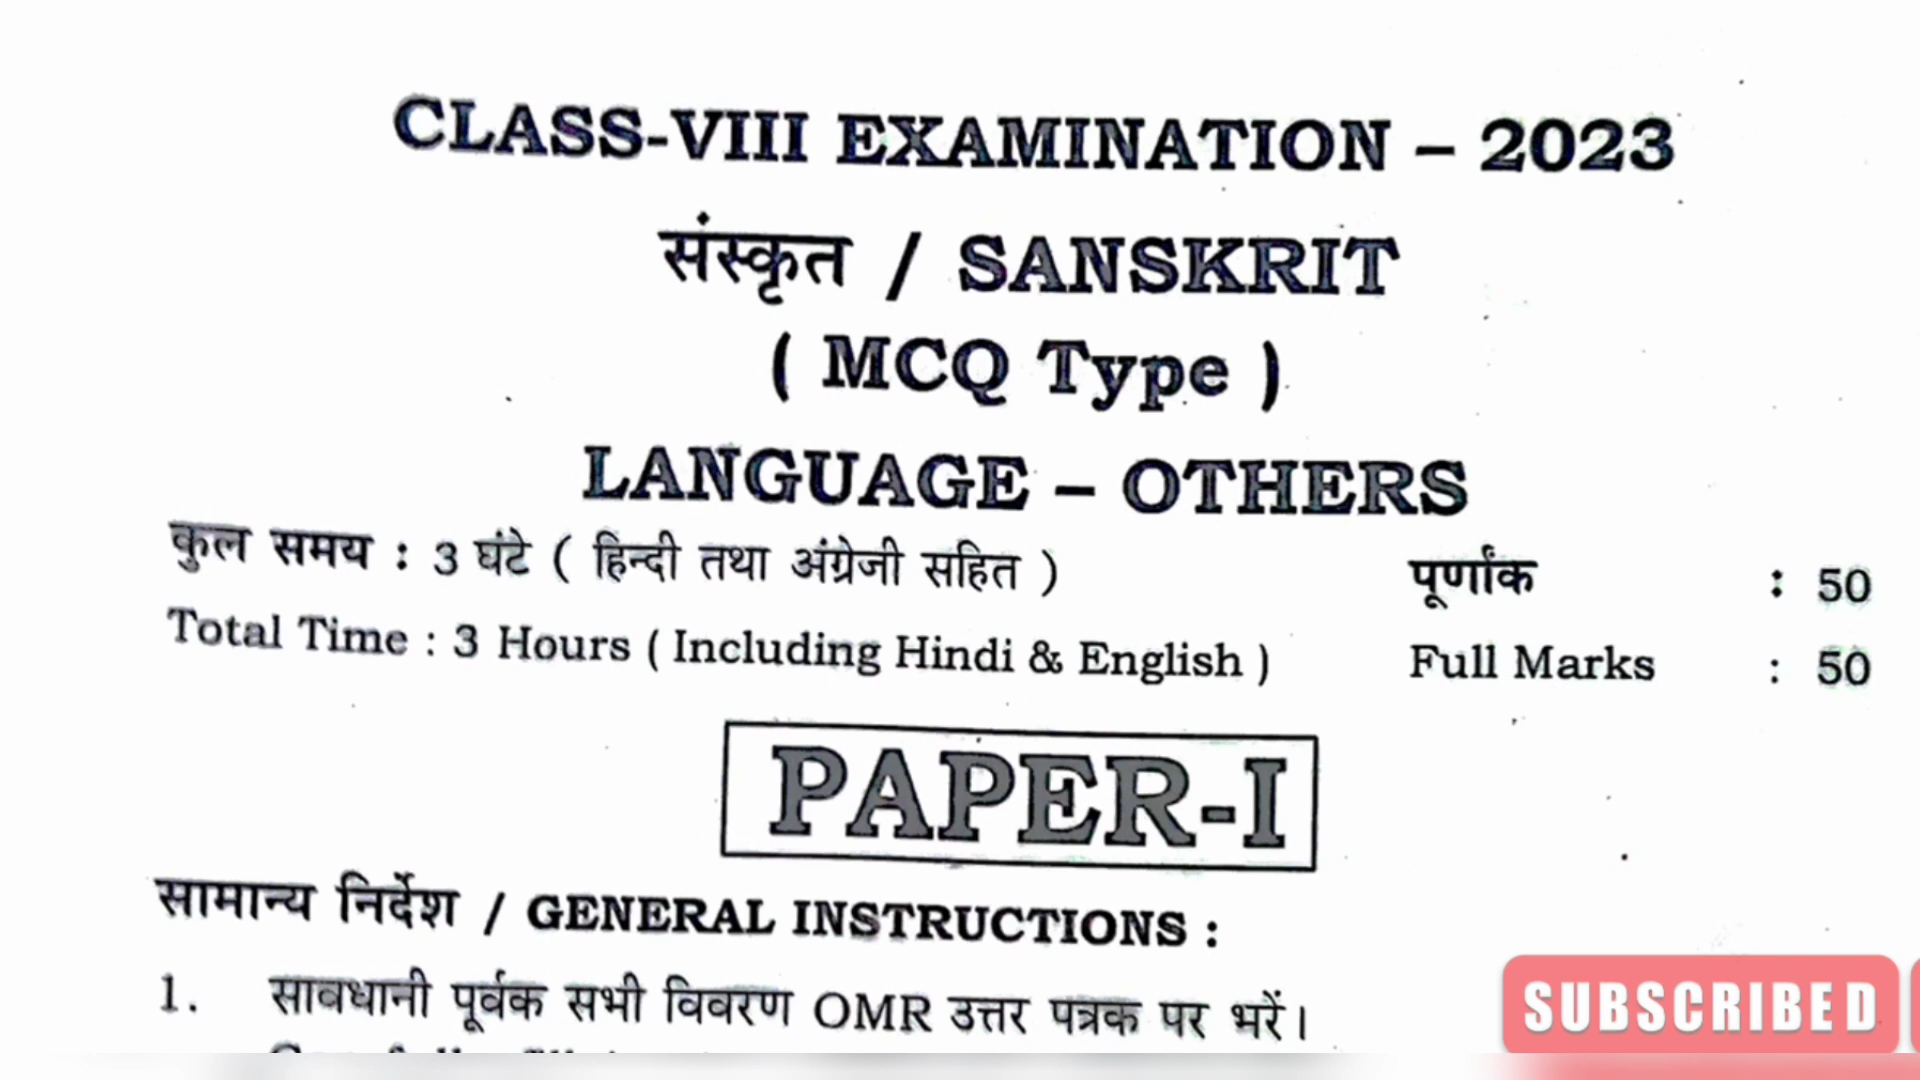 CLASS-VIII EXAMINATION – 2023
संस्कृत / SANSKRIT
( MCQ Type )
LANGUAGE – OTHERS
कुल समय : 3 घंटे ( हिन्दी तथा अंग्रेजी सहित ) पूर्णांक : 50
Total Time : 3 Hours ( Including Hindi & English ) Full Marks : 50
PAPER-I
सामान्य निर्देश / GENERAL INSTRUCTIONS :
1. सावधानी पूर्वक सभी विवरण OMR उत्तर पत्रक पर भरें।
SUBSCRIBED